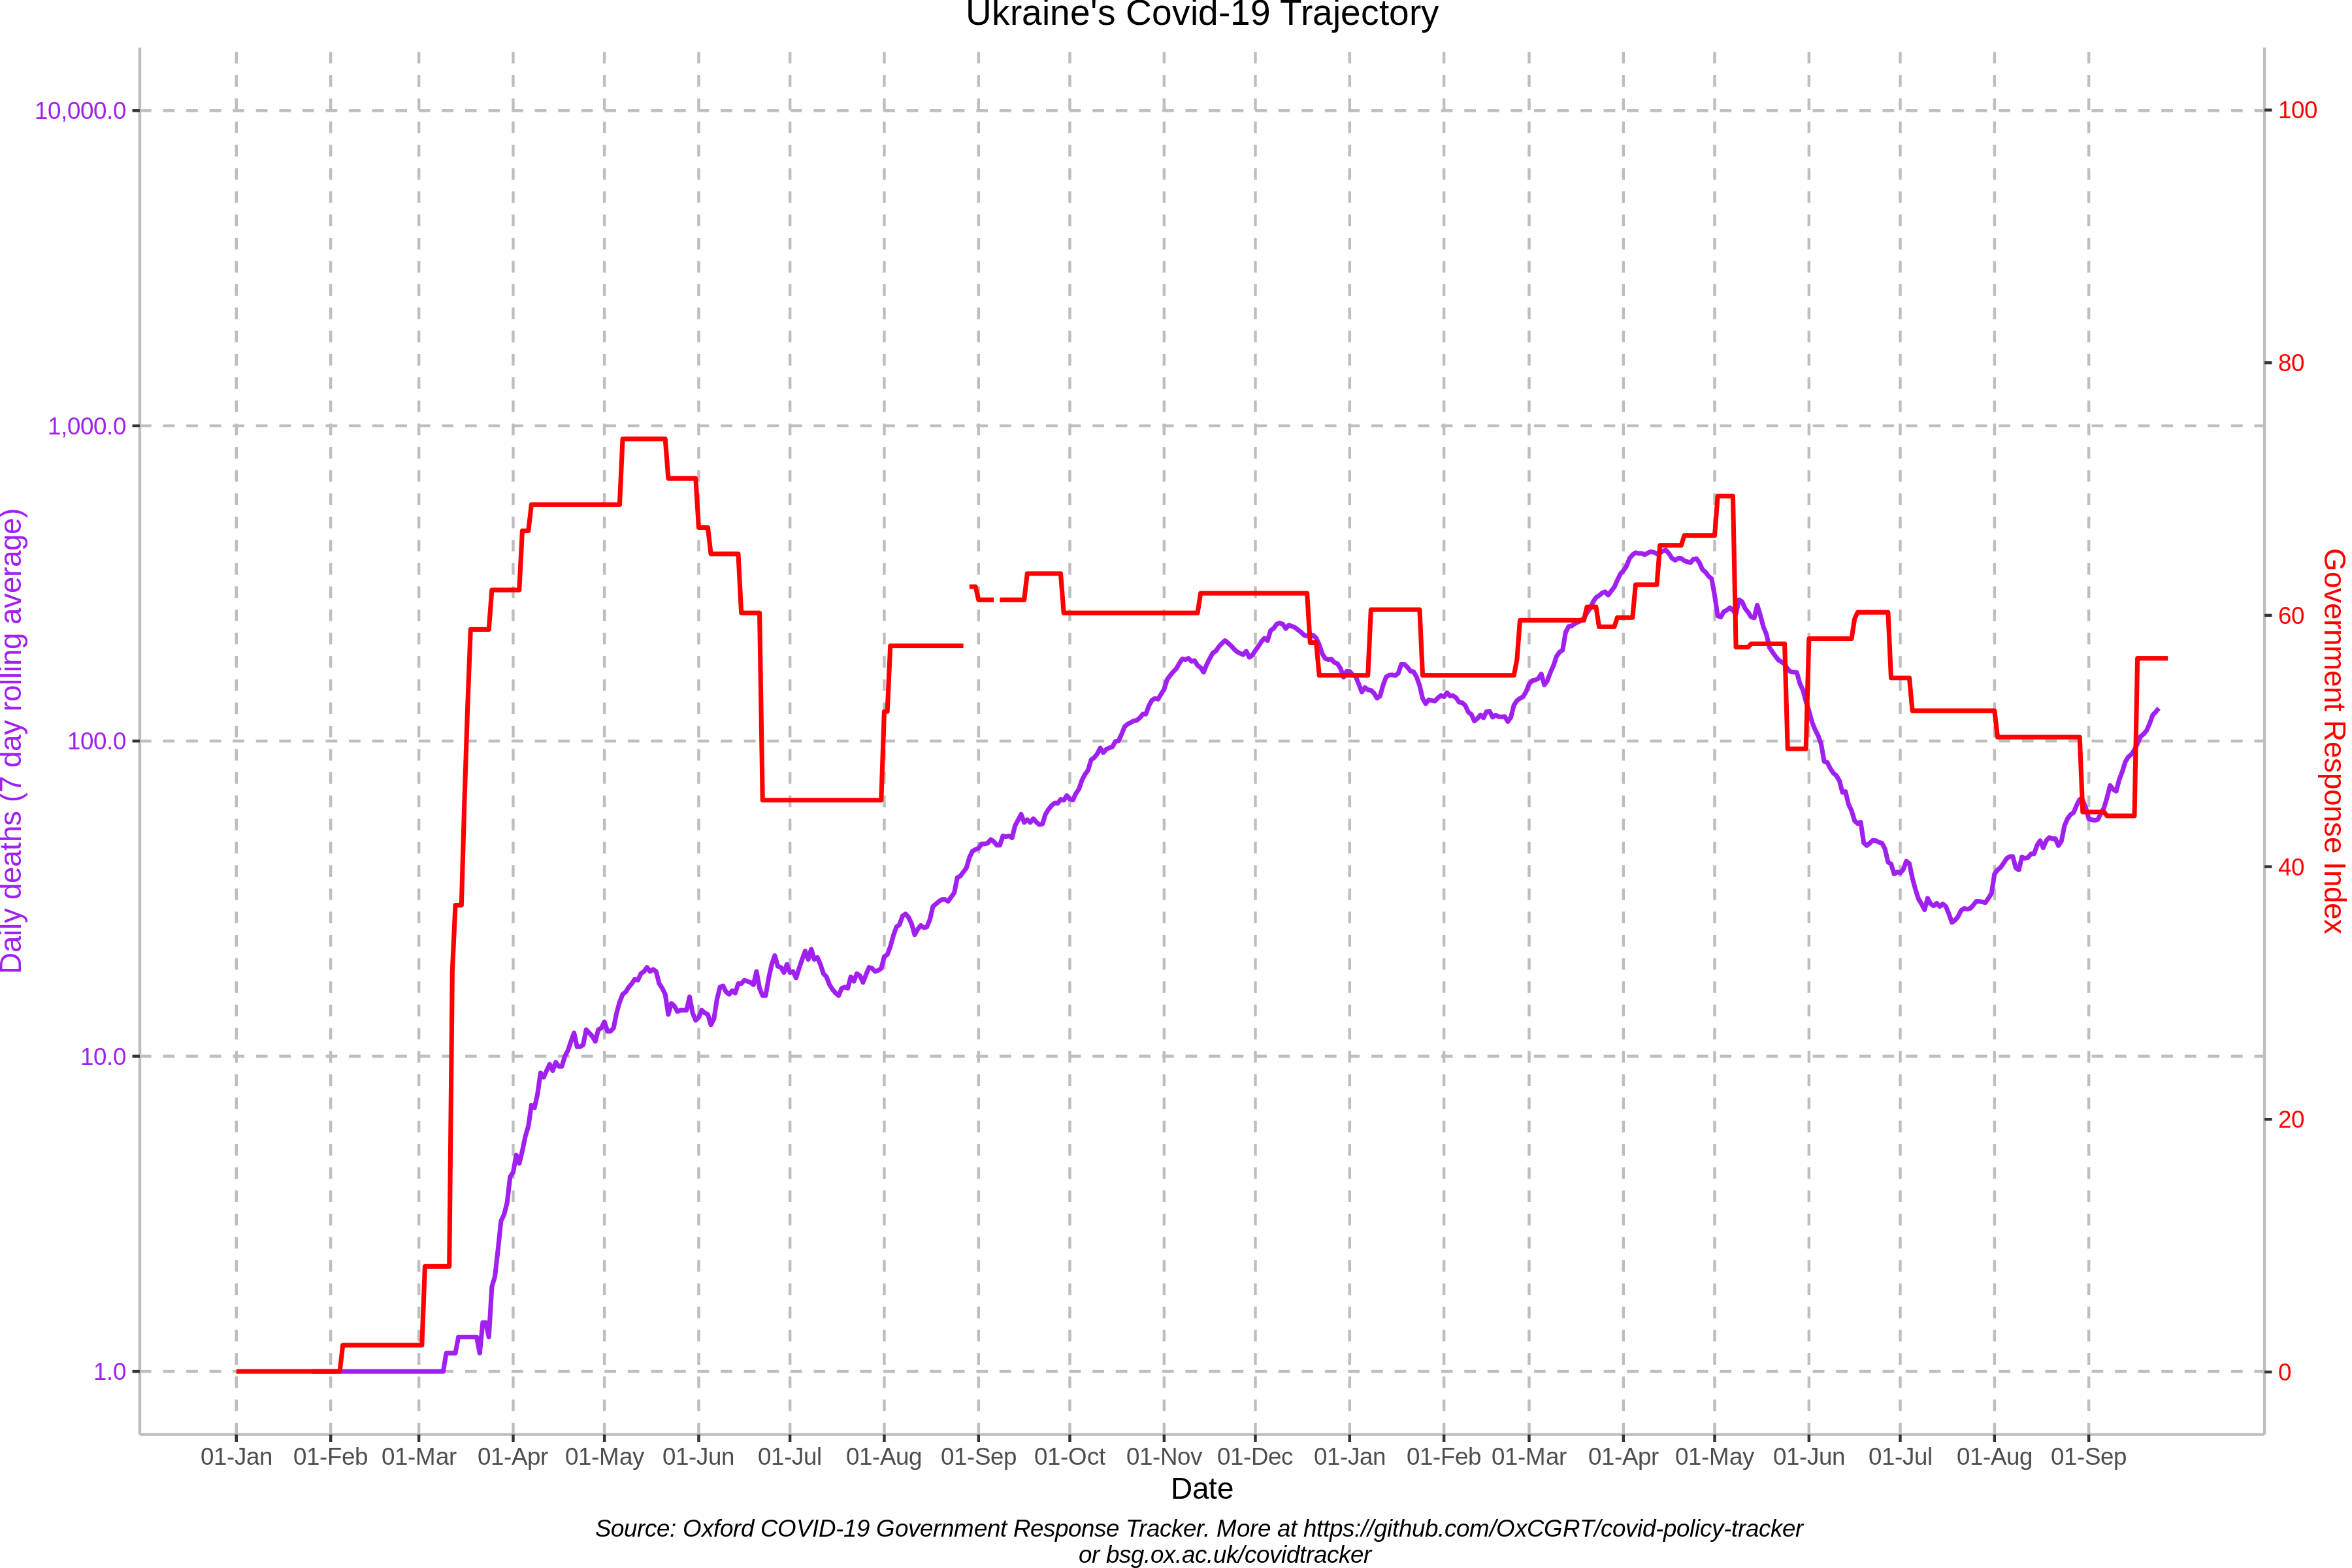 Ukraine's Covid-19 Trajectory
10,000.0
1,000.0
100.0
10.0
1.0
Daily deaths (7 day rolling average)
100
80
60
40
20
0
Government Response Index
01-Jan 01-Feb 01-Mar 01-Apr 01-May 01-Jun 01-Jul 01-Aug 01-Sep 01-Oct 01-Nov 01-Dec 01-Jan 01-Feb 01-Mar 01-Apr 01-May 01-Jun 01-Jul 01-Aug 01-Sep
Date
Source: Oxford COVID-19 Government Response Tracker. More at https://github.com/OxCGRT/covid-policy-tracker
or bsg.ox.ac.uk/covidtracker